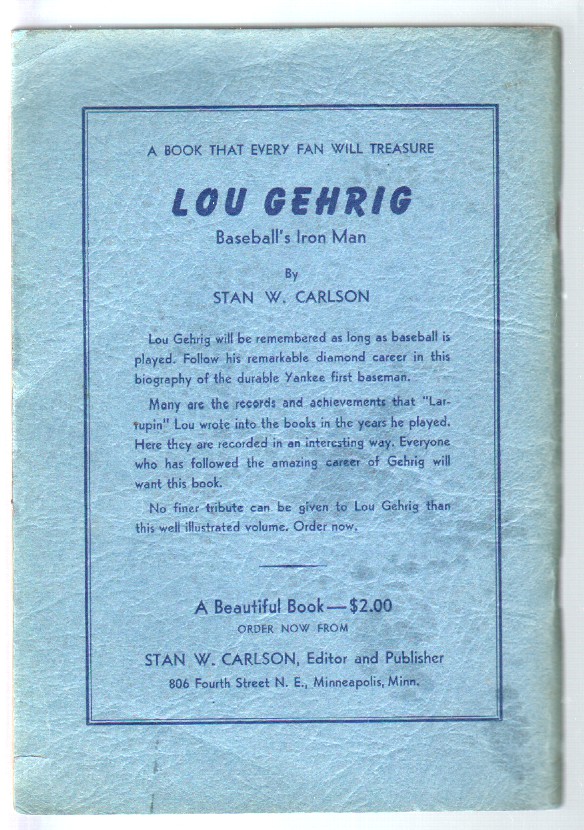 A BOOK THAT EVERY FAN WILL TREASURE
LOU GEHRIG
Baseball's Iron Man
By
STAN W. CARLSON
Lou Gehrig will be remembered as long as baseball is
played. Follow his remarkable diamond career in this
biography of the durable Yankee first baseman.
Many are the records and achievements that "Lar-
rupin" Lou wrote into the books in the years he played.
Here they are recorded in an interesting way. Everyone
who has followed the amazing career of Gehrig will
want this book.
No finer tribute can be given to Lou Gehrig than
this well illustrated volume. Order now.
A Beautiful Book—$2.00
ORDER NOW FROM
STAN W. CARLSON, Editor and Publisher
806 Fourth Street N. E., Minneapolis, Minn.